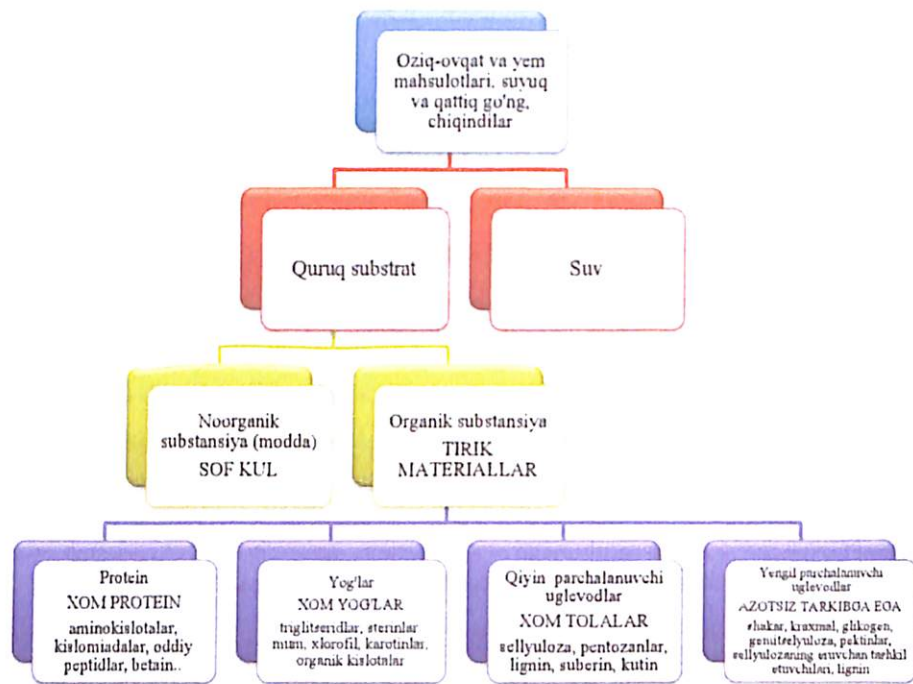 Oziq-ovqat va yem
mahsulotlari, suyuq
va qattiq go'ng,
chiqindilar
Quruq substrat
Suv
Noorganik
substansiya (modda)
SOF KUL
Organik substansiya
TIRIK
MATERIALLAR
Protein
XOM PROTEIN
aminokislotalar,
kislomiadalar, oddiy
peptidlar, betain..
Yog'lar
XOM YOG'LAR
triglitsendlar, sterinlar
mum, xlorofil, karotinlar,
organik kislotalar
Qiyin parchalanuvchi
uglevodlar
XOM TOLALAR
sellyuloza, pentozanlar,
lignin, suberin, kutin
Yengil parchalanuvchi
uglevodlar
AZOTSIZ TARKIBGA EGA
shakar, kraxmal, glikogen,
gemitselyuloza, pektinlar,
sellyulozaning eruvchan tashkil
etuvchilari, lignin